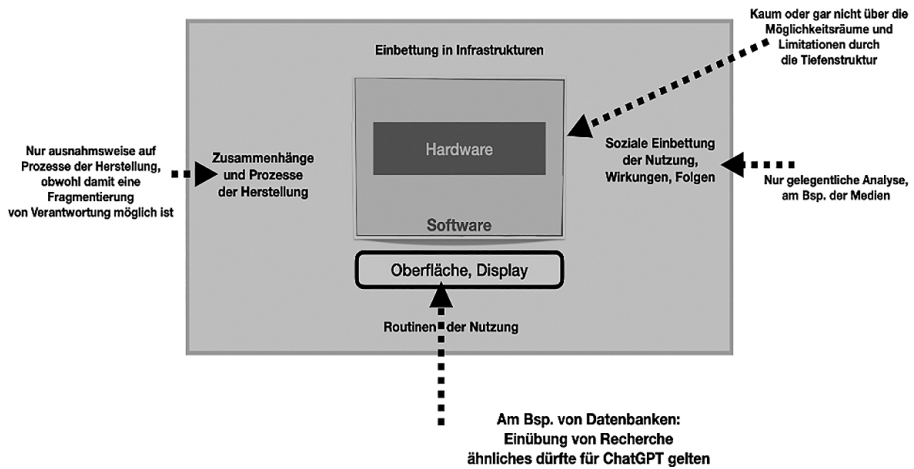 Kaum oder gar nicht über die
Möglichkeitsräume und
Limitationen durch
die Tiefenstruktur
Einbettung in Infrastrukturen
Hardware
Software
Nur ausnahmsweise auf
Prozesse der Herstellung,
obwohl damit eine
Fragmentierung
von Verantwortung möglich ist
Zusammenhänge
und Prozesse
der Herstellung
Soziale Einbettung
der Nutzung,
Wirkungen, Folgen
Nur gelegentliche Analyse,
am Bsp. der Medien
Oberfläche, Display
Routinen der Nutzung
Am Bsp. von Datenbanken:
Einübung von Recherche
ähnliches dürfte für ChatGPT gelten